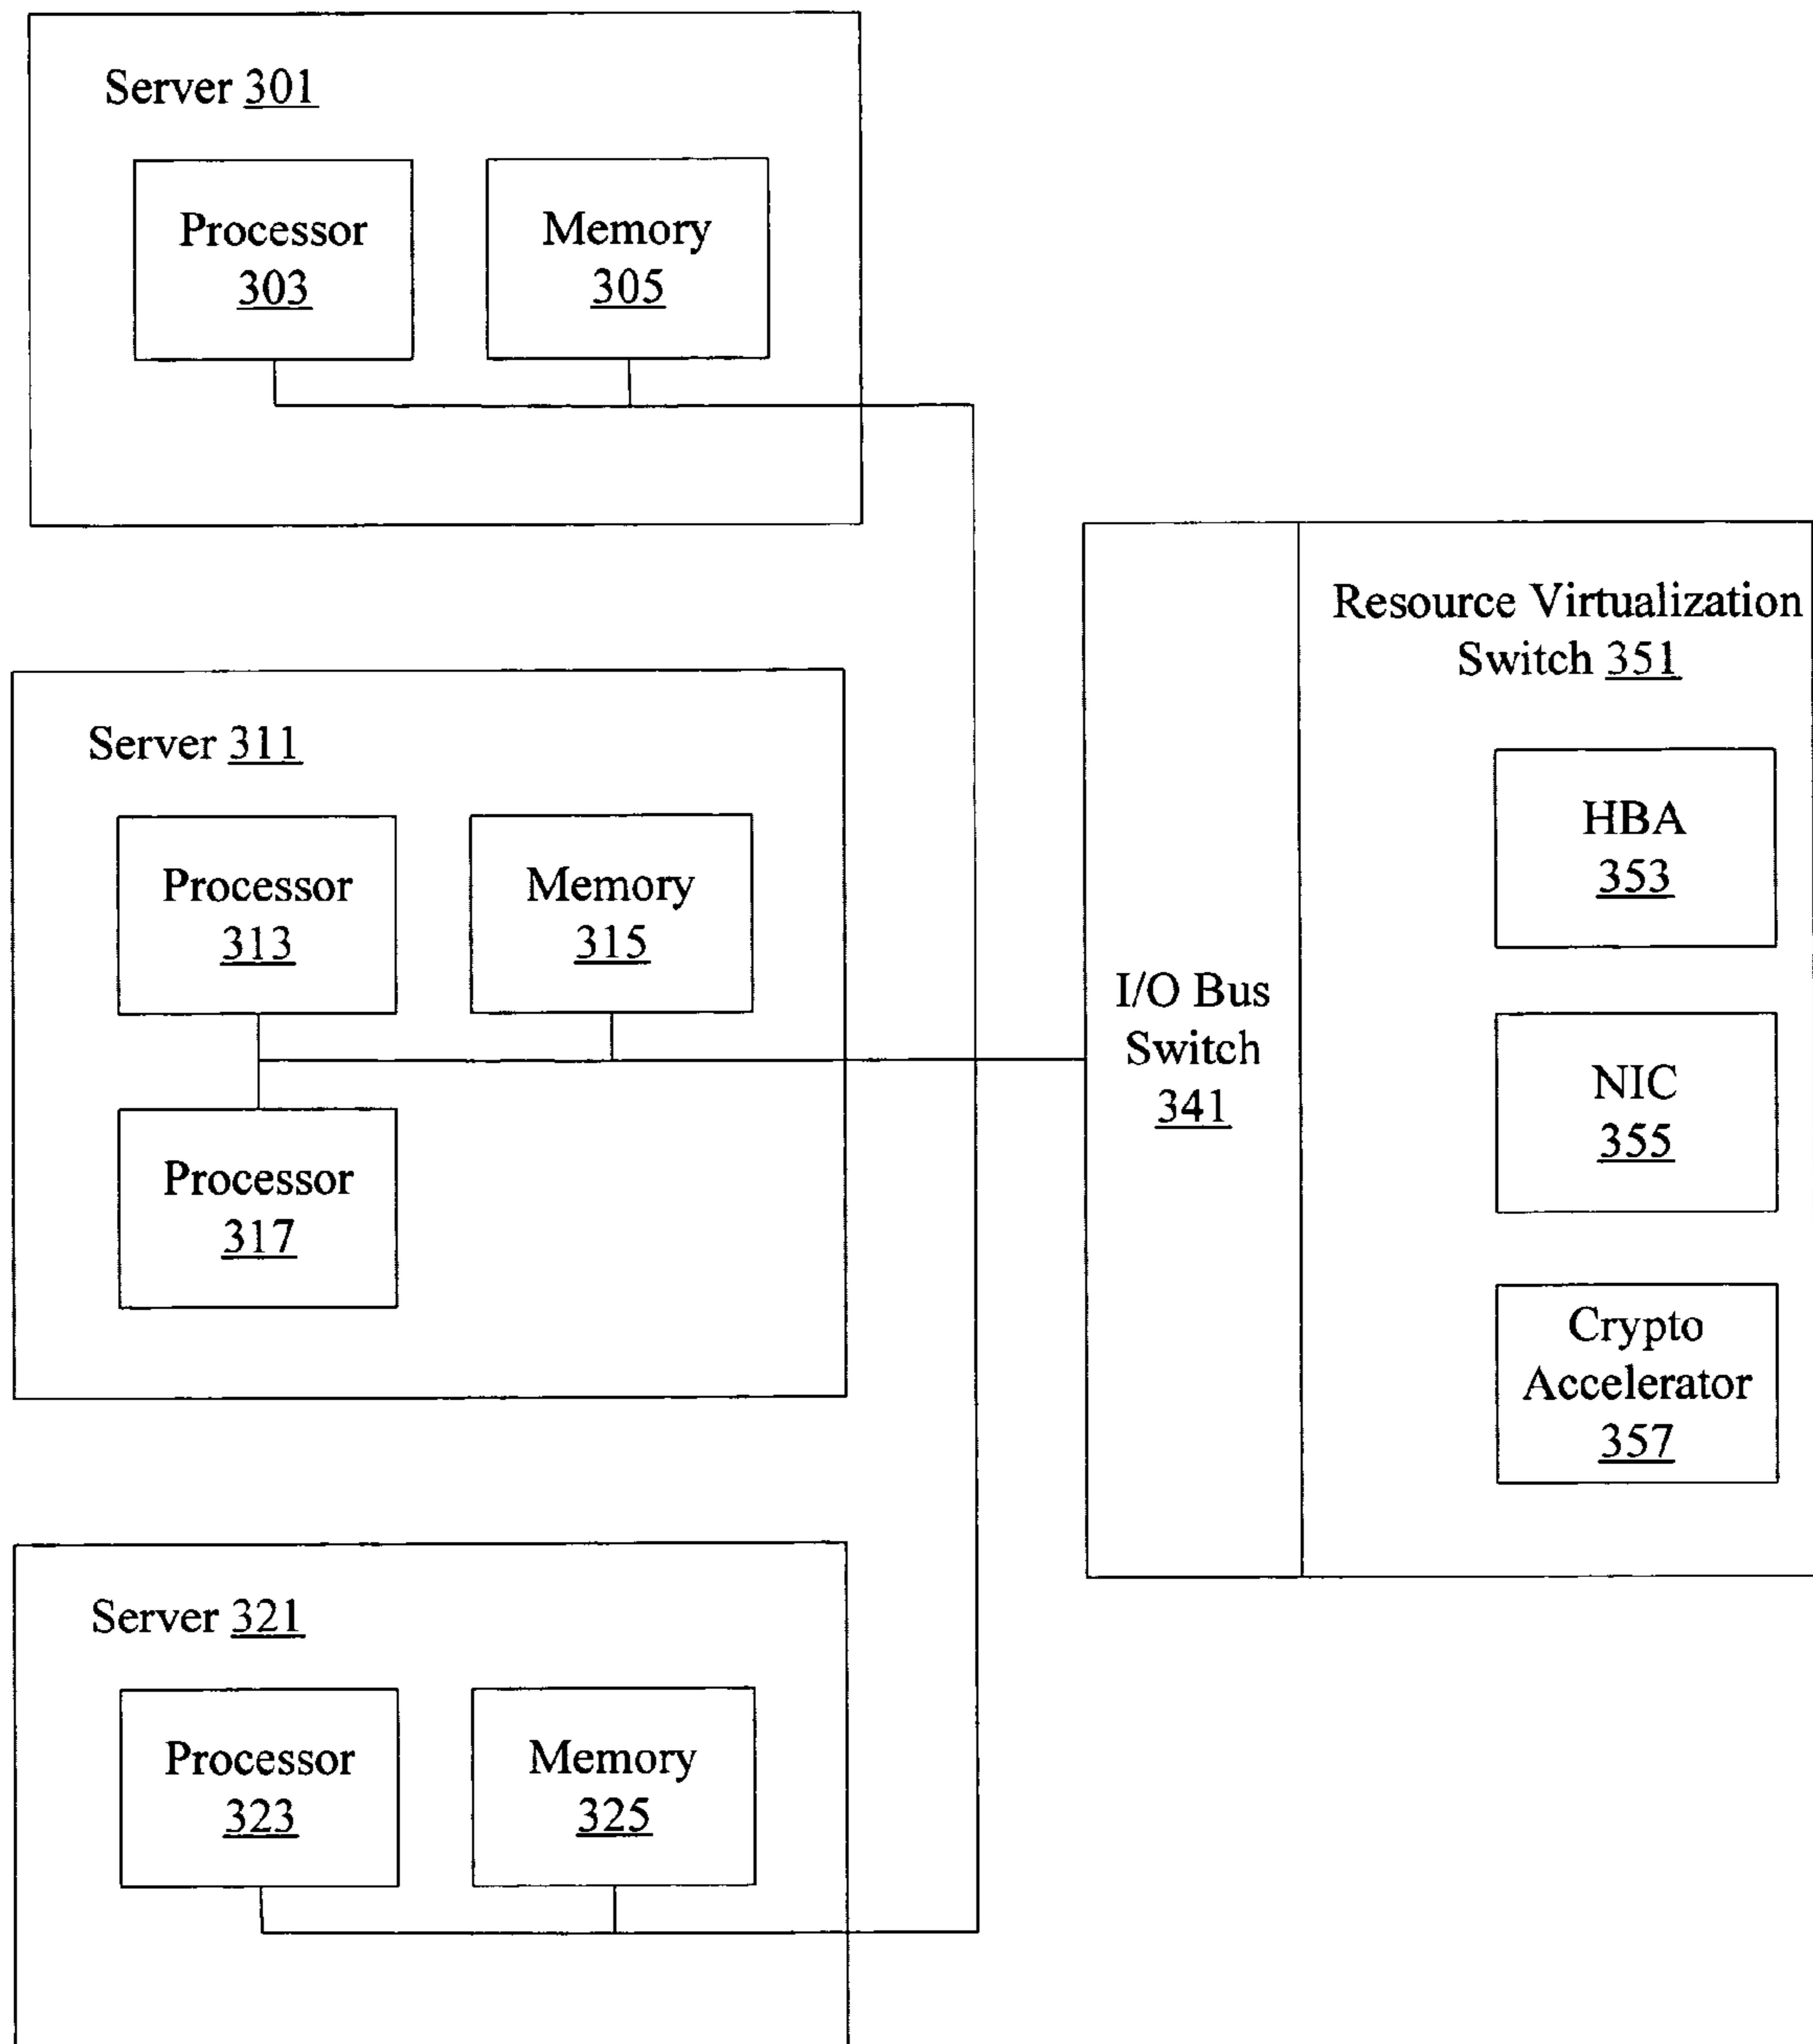 Server 301
Processor
303
Memory
305
Server 311
Processor
313
Memory
315
Processor
317
Server 321
Processor
323
Memory
325
I/O Bus
Switch
341
Resource Virtualization
Switch 351
HBA
353
NIC
355
Crypto
Accelerator
357